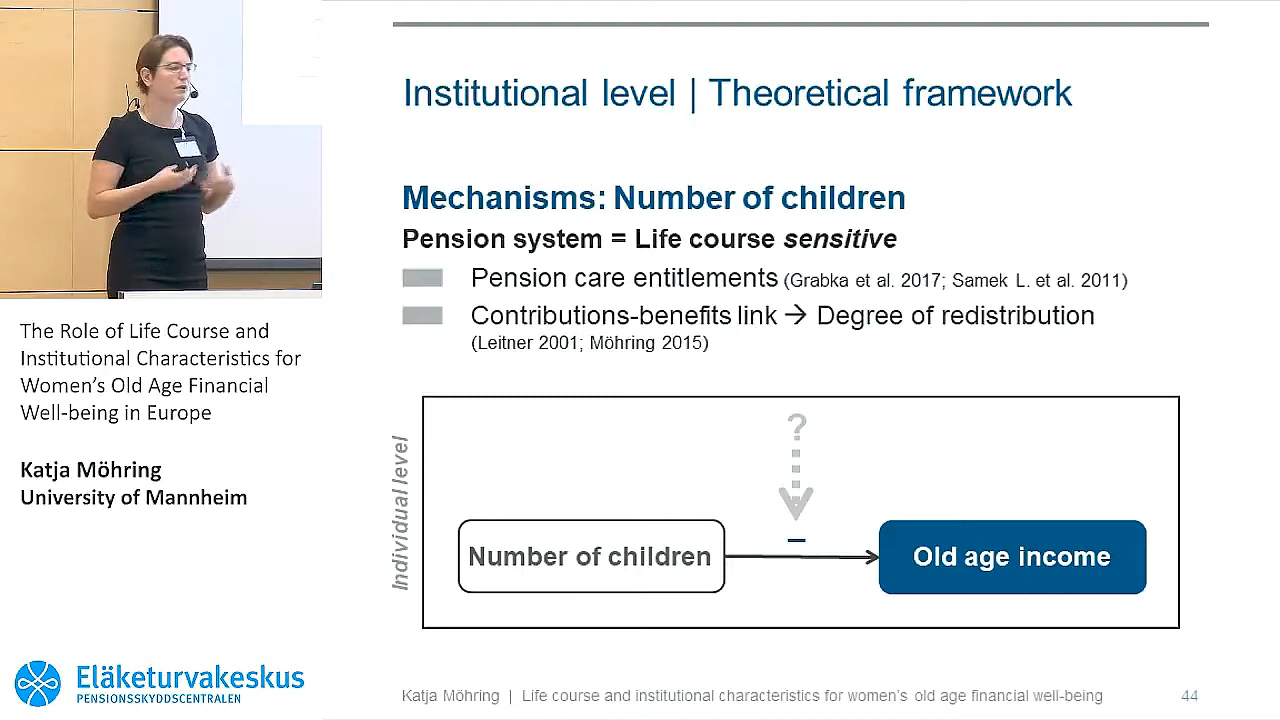 Institutional level | Theoretical framework
Mechanisms: Number of children
Pension system = Life course sensitive
Pension care entitlements (Grabka et al. 2017; Samek L. et al. 2011)
Contributions-benefits link → Degree of redistribution
(Leitner 2001; Möhring 2015)
Individual level
?
–
Number of children
Old age income
The Role of Life Course and
Institutional Characteristics for
Women’s Old Age Financial
Well-being in Europe
Katja Möhring
University of Mannheim
Eläketurvakeskus
PENSIONSSKYDDSCENTRALEN
Katja Möhring | Life course and institutional characteristics for women’s old age financial well-being
44